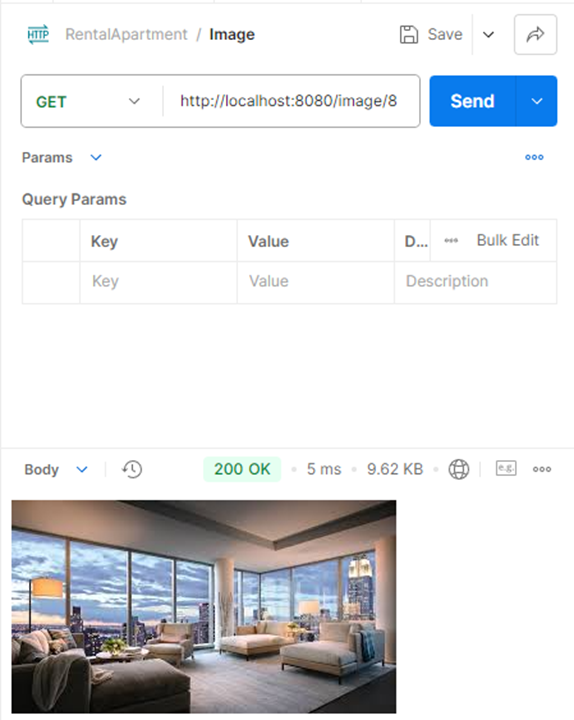 HTTP RentalApartment / Image Save
GET http://localhost:8080/image/8 Send
Params
Query Params
Key Value D... Bulk Edit
Key Value Description
Body 200 OK 5 ms 9.62 KB e.g.